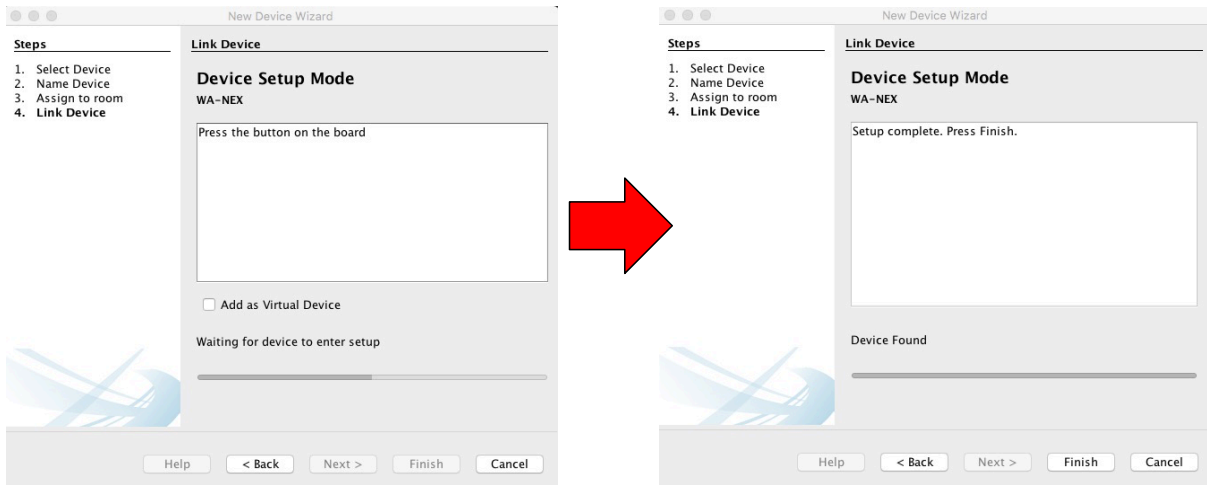 New Device Wizard
Steps
1. Select Device
2. Name Device
3. Assign to room
4. Link Device
Link Device
Device Setup Mode
WA-NEX
Press the button on the board
Add as Virtual Device
Waiting for device to enter setup
Help
< Back
Next >
Finish
Cancel
New Device Wizard
Steps
1. Select Device
2. Name Device
3. Assign to room
4. Link Device
Link Device
Device Setup Mode
WA-NEX
Setup complete. Press Finish.
Device Found
Help
< Back
Next >
Finish
Cancel